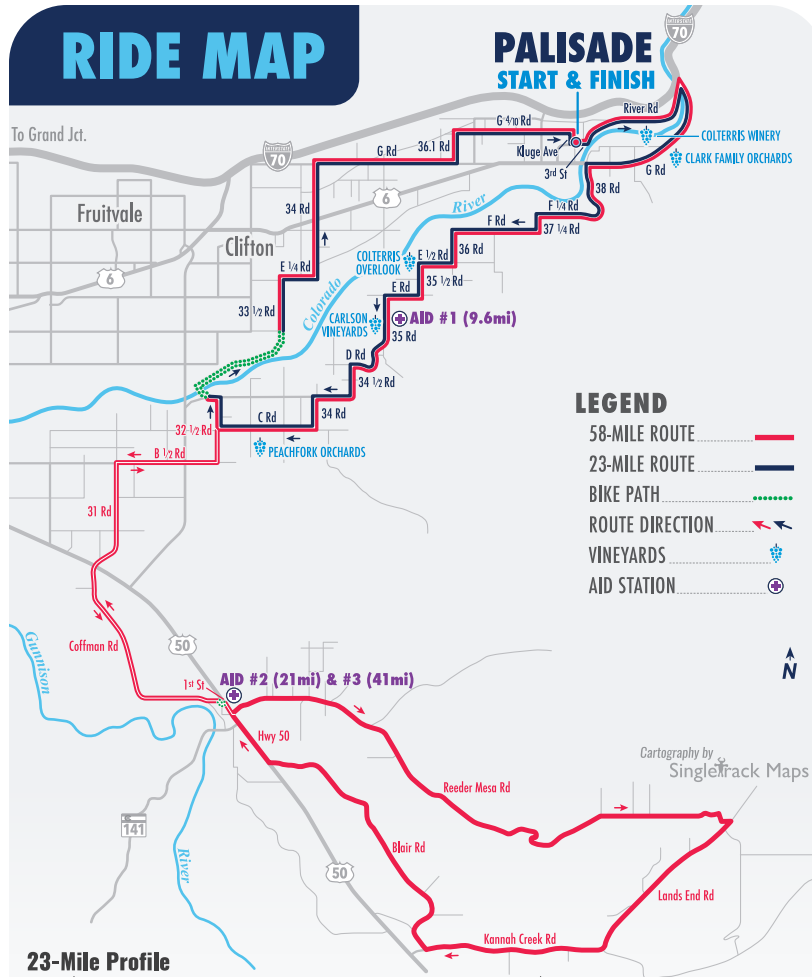 RIDE MAP
INTERSTATE
70
PALISADE
START & FINISH
To Grand Jct.
INTERSTATE
70
G 4/10 Rd
River Rd
36.1 Rd
Kluge Ave
3rd St
COLTERRIS WINERY
CLARK FAMILY ORCHARDS
G Rd
G Rd
38 Rd
6
34 Rd
River
Fruitvale
F 1/4 Rd
F Rd
37 1/4 Rd
Clifton
36 Rd
COLTERRIS
OVERLOOK
E 1/2 Rd
E 1/4 Rd
35 1/2 Rd
6
E Rd
33 1/2 Rd
Colorado
CARLSON
VINEYARDS
AID #1 (9.6mi)
35 Rd
D Rd
34 1/2 Rd
34 Rd
C Rd
32 1/2 Rd
PEACHFORK ORCHARDS
B 1/2 Rd
31 Rd
LEGEND
58-MILE ROUTE
23-MILE ROUTE
BIKE PATH
ROUTE DIRECTION
VINEYARDS
AID STATION
N
Gunnison
Coffman Rd
50
1st St
AID #2 (21mi) & #3 (41mi)
Hwy 50
Reeder Mesa Rd
Cartography by
SingleTrack Maps
141
River
Blair Rd
50
Lands End Rd
Kannah Creek Rd
23-Mile Profile